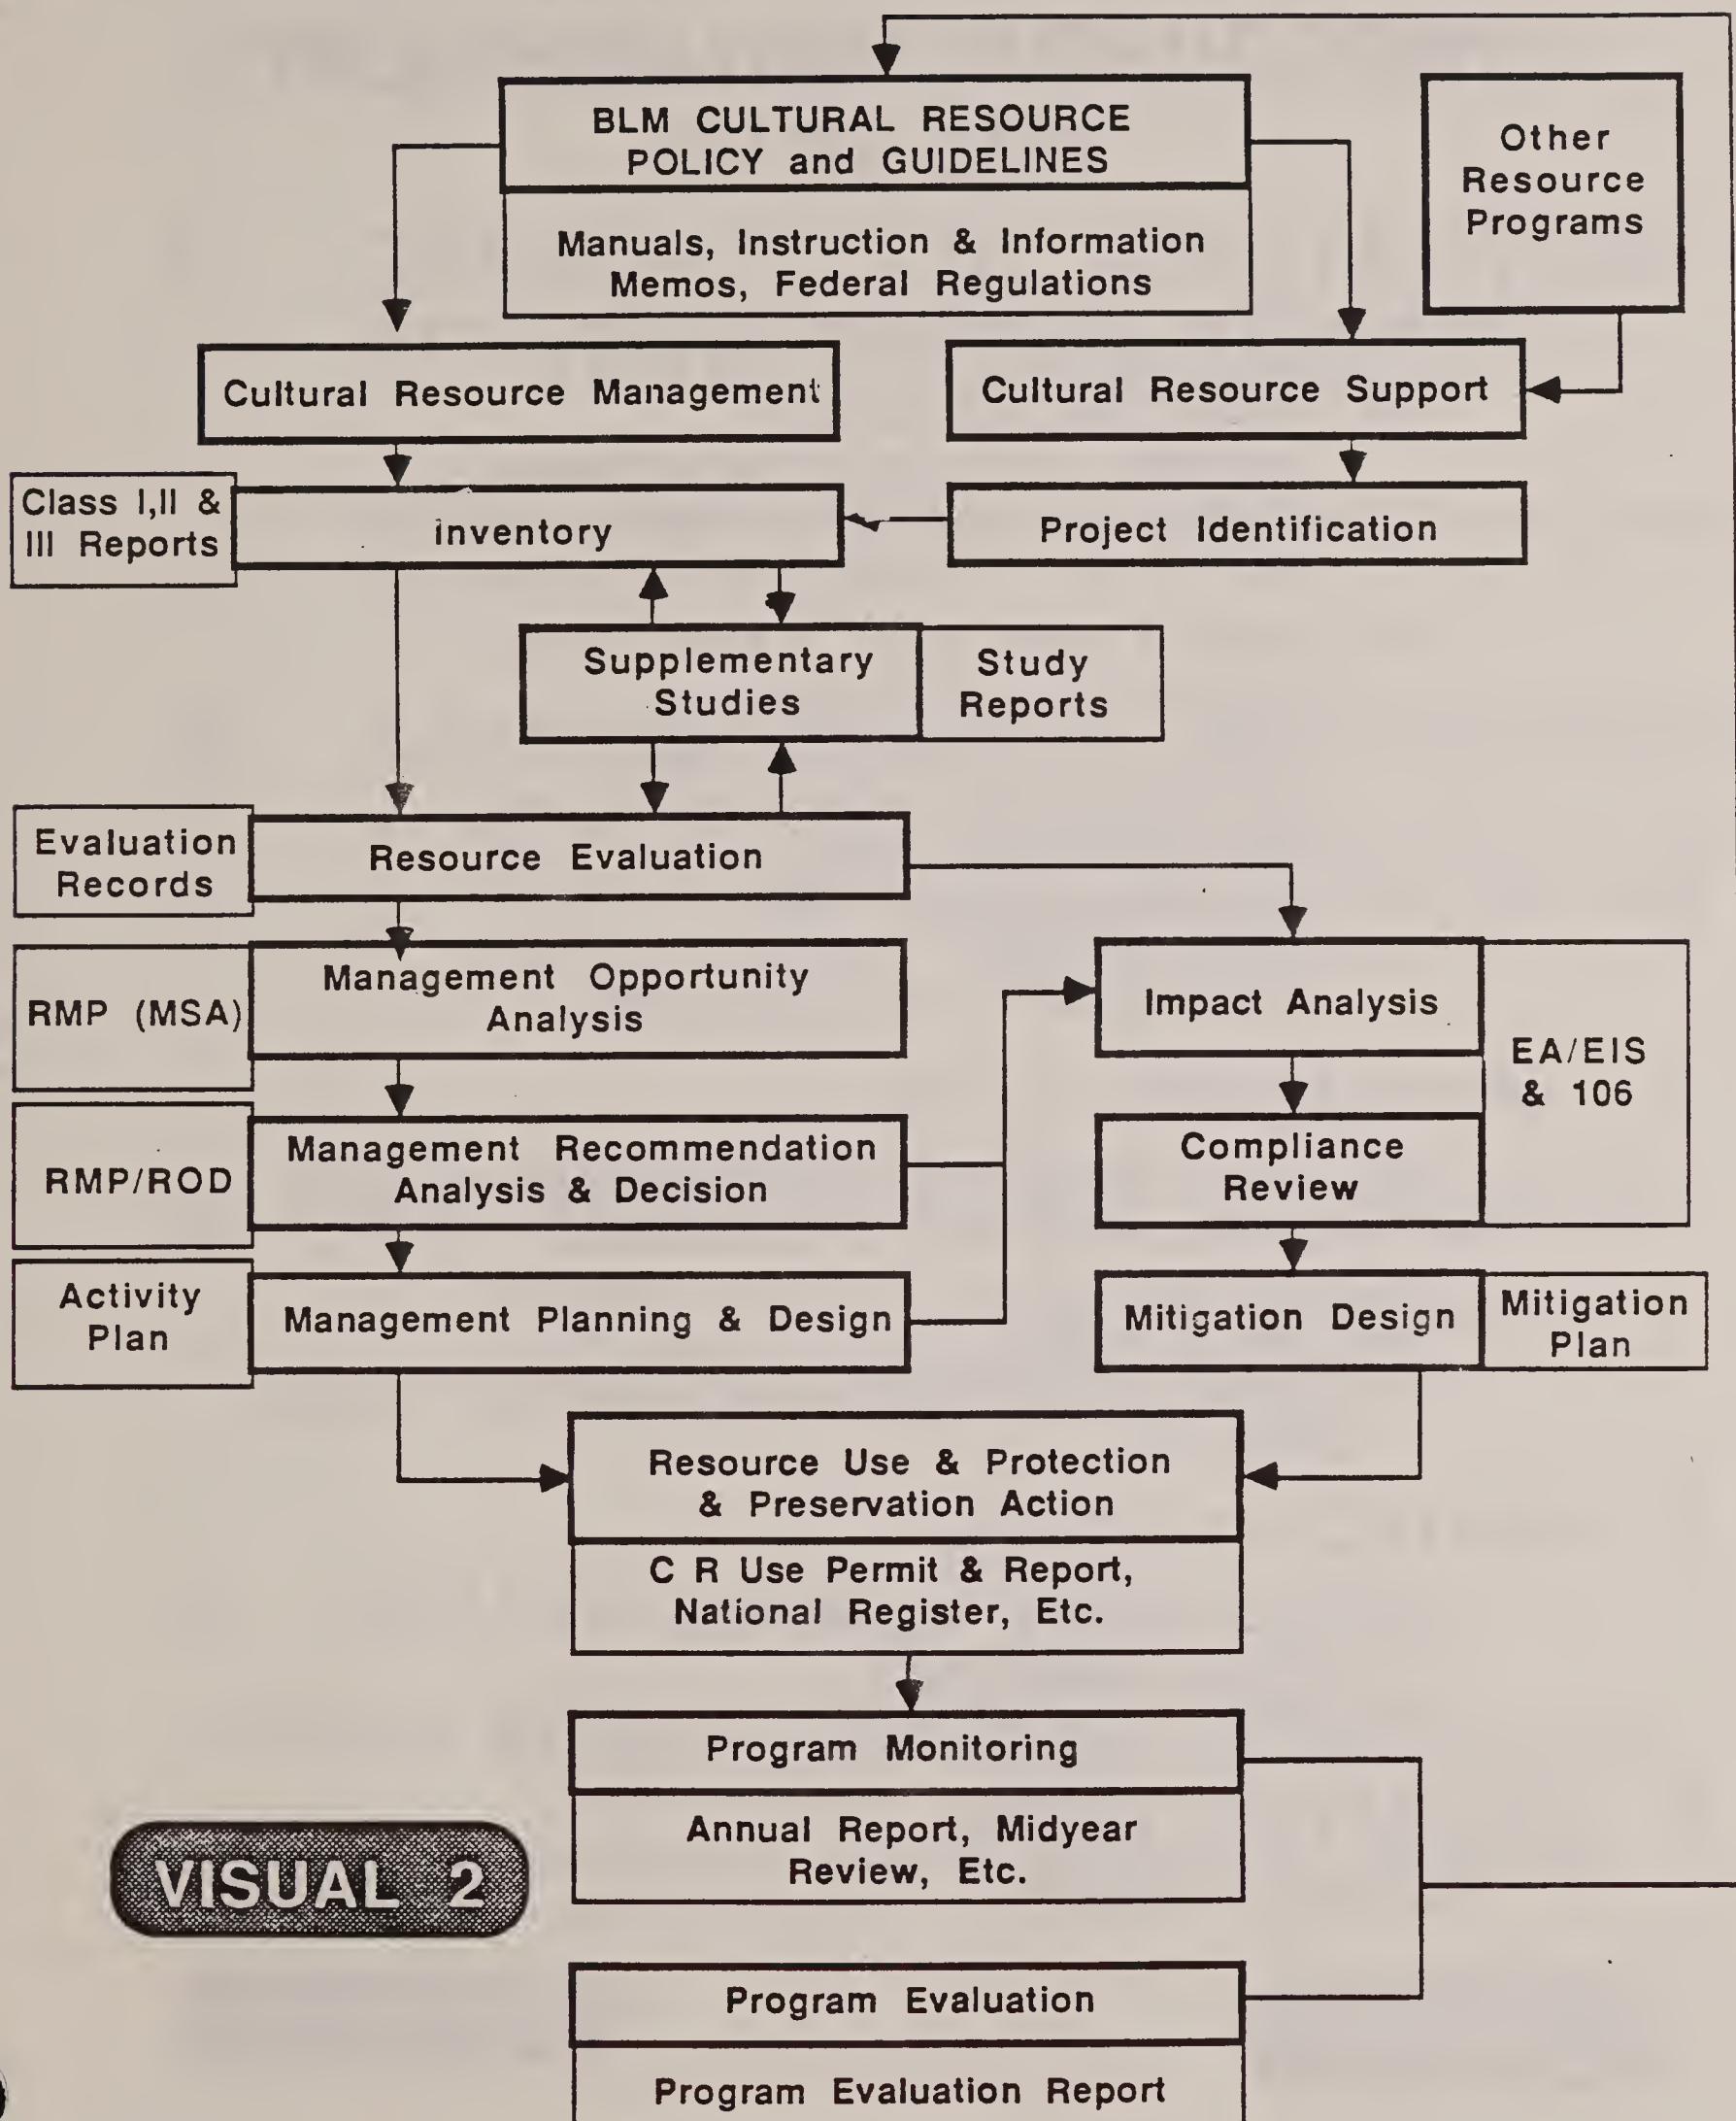 BLM CULTURAL RESOURCE
POLICY and GUIDELINES
Manuals, Instruction & Information
Memos, Federal Regulations
Other
Resource
Programs
Cultural Resource Management
Cultural Resource Support
Class I,II &
III Reports
Inventory
Project Identification
Supplementary
Studies
Study
Reports
Evaluation
Records
Resource Evaluation
RMP (MSA)
Management Opportunity
Analysis
Impact Analysis
EA/EIS
& 106
RMP/ROD
Management Recommendation
Analysis & Decision
Compliance
Review
Activity
Plan
Management Planning & Design
Mitigation Design
Mitigation
Plan
Resource Use & Protection
& Preservation Action
C R Use Permit & Report,
National Register, Etc.
Program Monitoring
Annual Report, Midyear
Review, Etc.
VISUAL 2
Program Evaluation
Program Evaluation Report